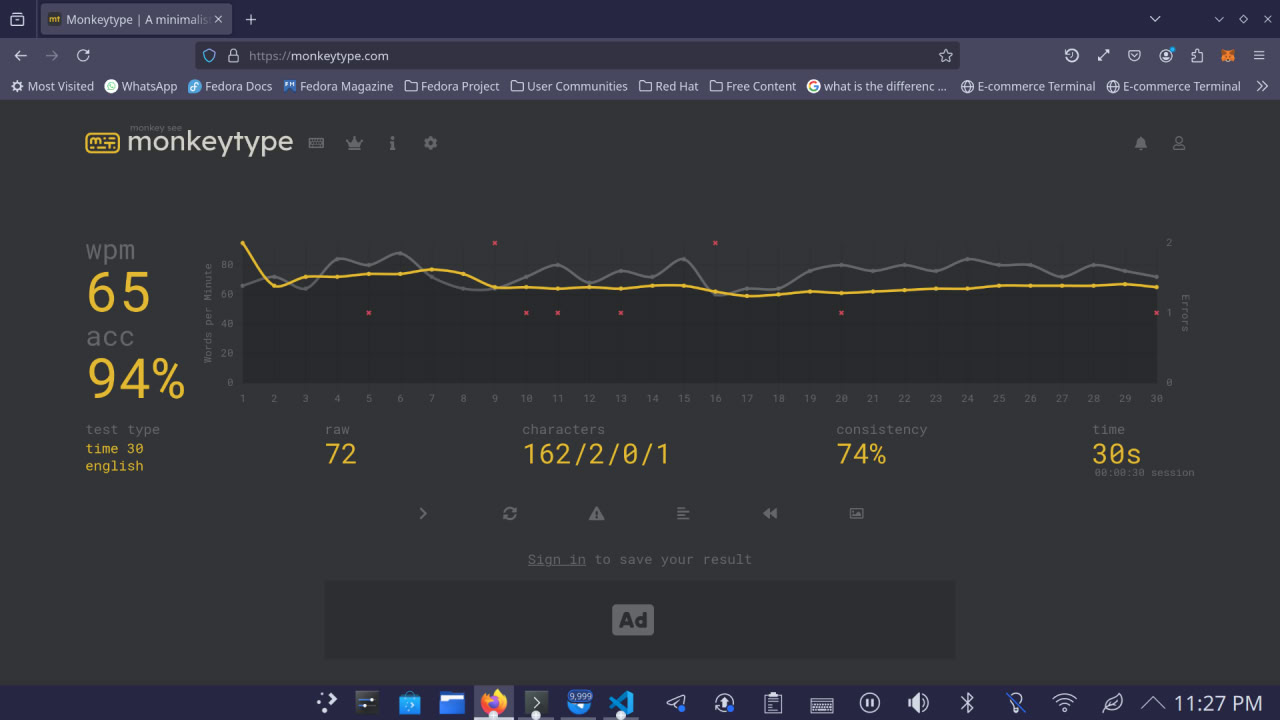 Monkeytype | A minimalis
https://monkeytype.com
Most Visited WhatsApp Fedora Docs Fedora Magazine Fedora Project User Communities Red Hat Free Content what is the differenc ... E-commerce Terminal E-commerce Terminal
monkey see
monkeytype
wpm
65
acc
94%
Words per Minute
80
60
40
20
0
2
1
0
Errors
1 2 3 4 5 6 7 8 9 10 11 12 13 14 15 16 17 18 19 20 21 22 23 24 25 26 27 28 29 30
test type
time 30
english
raw
72
characters
162/2/0/1
consistency
74%
time
30s
00:00:30 session
Sign in to save your result
Ad
9,999
11:27 PM